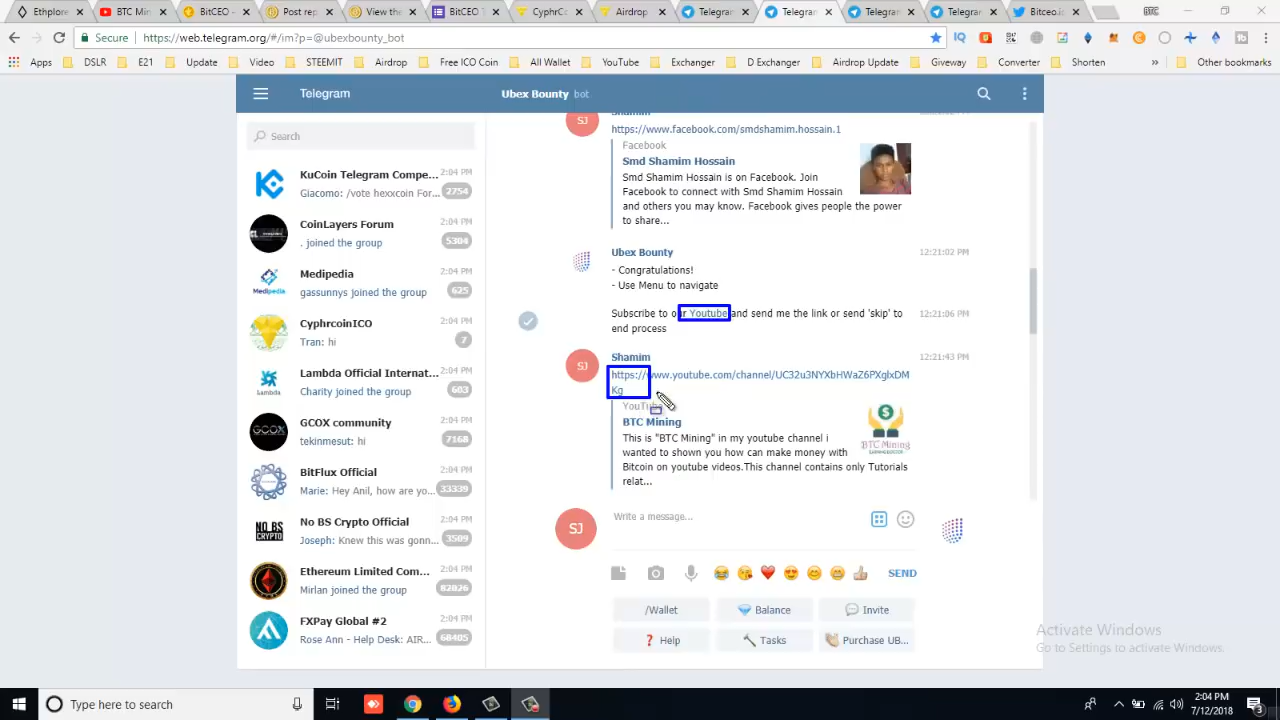 Ethplore
BTC Min
BitCEO -
Post rep
View the
BitCEO T
CyphrCo
Airdrop
Telegram
Telegram
Telegram
Telegram
Bitceo.io
Secure
https://web.telegram.org/#/im?p=@ubexbounty_bot
Apps
DSLR
E21
Update
Video
STEEMIT
Airdrop
Free ICO Coin
All Wallet
YouTube
Exchanger
D Exchanger
Airdrop Update
Giveway
Converter
Shorten
»
Other bookmarks
Telegram
Ubex Bounty bot
Search
KuCoin Telegram Compe...
2:04 PM
Giacomo: /vote hexxcoin For...
2754
CoinLayers Forum
2:04 PM
. joined the group
5304
Medipedia
2:04 PM
gassunnys joined the group
625
CyphrcoinICO
2:04 PM
Tran: hi
7
Lambda Official Internat...
2:04 PM
Charity joined the group
603
GCOX community
2:04 PM
tekinmesut: hi
7168
BitFlux Official
2:04 PM
Marie: Hey Anil, how are yo...
33339
No BS Crypto Official
2:04 PM
Joseph: Knew this was gonn...
3509
Ethereum Limited Com...
2:04 PM
Mirlan joined the group
82026
FXPay Global #2
2:04 PM
Rose Ann - Help Desk: AIR...
68405
Medipedia
Lambda
GCOX
NO BS
CRYPTO
SJ
Shamim
https://www.facebook.com/smdshamim.hossain.1
Facebook
Smd Shamim Hossain
Smd Shamim Hossain is on Facebook. Join
Facebook to connect with Smd Shamim Hossain
and others you may know. Facebook gives people the power
to share...
Ubex Bounty
12:21:02 PM
- Congratulations!
- Use Menu to navigate
Subscribe to our Youtube and send me the link or send 'skip' to
end process
12:21:06 PM
SJ
Shamim
12:21:43 PM
https://www.youtube.com/channel/UC32u3NYXbHWaZ6PXglxDM
Kg
YouTube
BTC Mining
This is "BTC Mining" in my youtube channel i
wanted to shown you how can make money with
Bitcoin on youtube videos.This channel contains only Tutorials
relat...
BTC Mining
SJ
Write a message...
SEND
/Wallet
Balance
Invite
Help
Tasks
Purchase UB...
Activate Windows
Go to Settings to activate Windows.
Type here to search
2:04 PM
7/12/2018
3